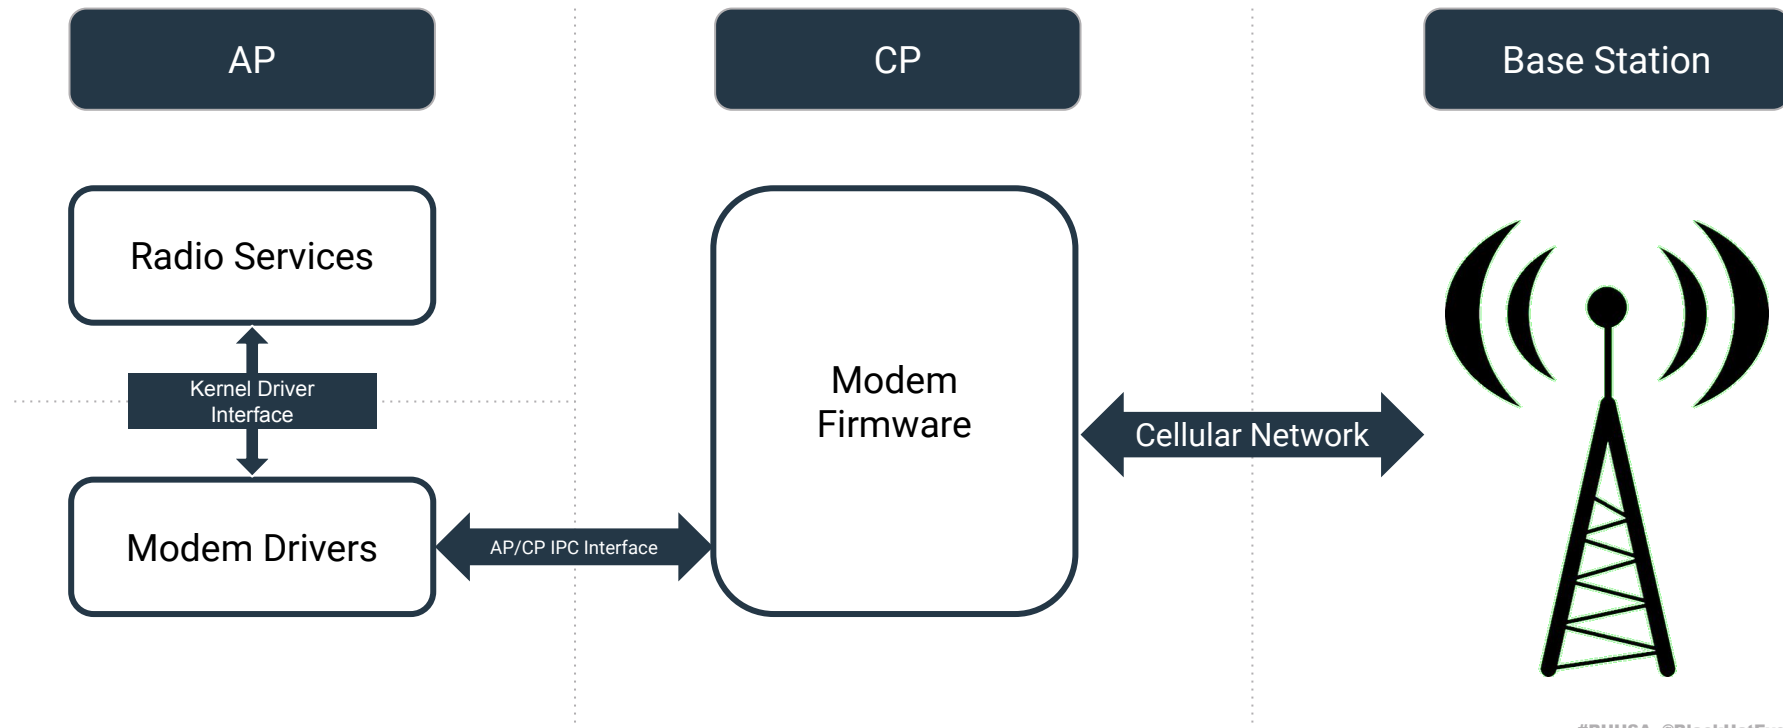 AP
CP
Base Station
Radio Services
Kernel Driver
Interface
Modem Drivers
AP/CP IPC Interface
Modem
Firmware
Cellular Network